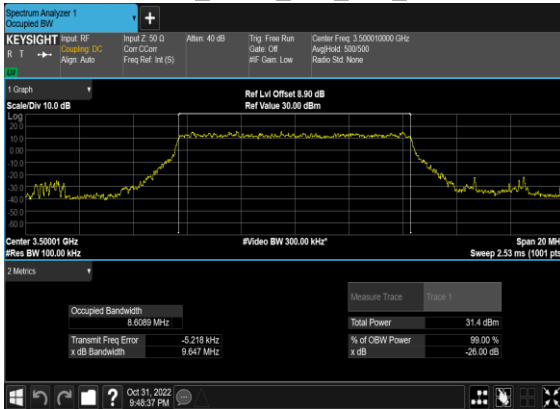 Spectrum Analyzer 1
Occupied BW
KEYSIGHT
R T
LW
Input: RF
Coupling: DC
Align: Auto
Input Z: 50 Ω
Corr CCorr
Freq Ref: Int (S)
Atten: 40 dB
Trig: Free Run
Gate: Off
#IF Gain: Low
Center Freq: 3.500010000 GHz
Avg|Hold: 500/500
Radio Std: None
1 Graph
Scale/Div 10.0 dB
Ref Lvl Offset 8.90 dB
Ref Value 30.00 dBm
Log
20.0
10.0
0.00
-10.0
-20.0
-30.0
-40.0
-50.0
-60.0
Center 3.50001 GHz
#Res BW 100.00 kHz
#Video BW 300.00 kHz*
Span 20 MH
Sweep 2.53 ms (1001 pts
2 Metrics
Measure Trace
Trace 1
Occupied Bandwidth
8.6089 MHz
Total Power
31.4 dBm
Transmit Freq Error
-5.218 kHz
% of OBW Power
99.00 %
x dB Bandwidth
9.647 MHz
x dB
-26.00 dB
?
Oct 31, 2022
9:48:37 PM